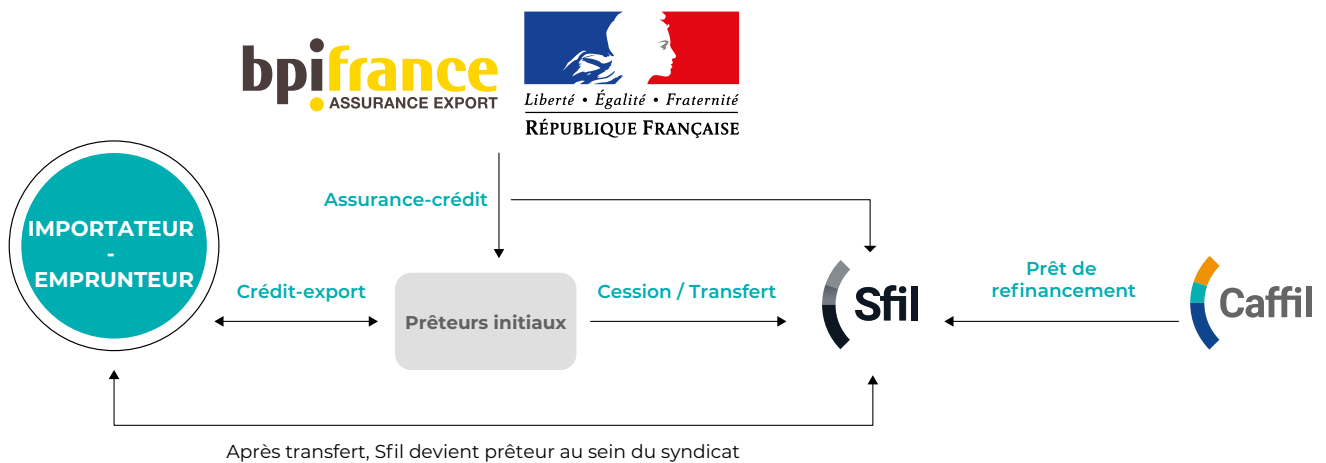 bpifrance
ASSURANCE EXPORT
Liberté • Égalité • Fraternité
RÉPUBLIQUE FRANÇAISE
Assurance-crédit
IMPORTATEUR
-
EMPRUNTEUR
Crédit-export
Prêteurs initiaux
Cession / Transfert
Sfil
Prêt de
refinancement
Caffil
Après transfert, Sfil devient prêteur au sein du syndicat